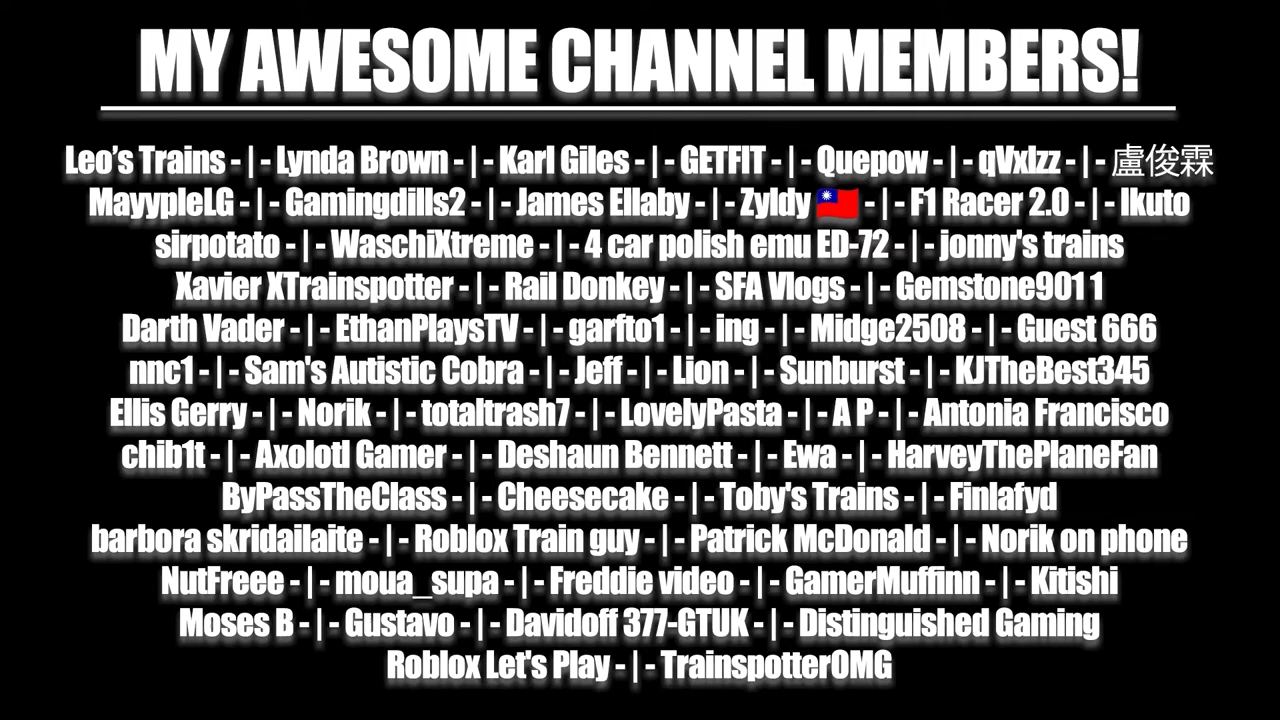 MY AWESOME CHANNEL MEMBERS!
Leo’s Trains - | - Lynda Brown - | - Karl Giles - | - GETFIT - | - Quepow - | - qVxlzz - | - 盧俊霖
MayypleLG - | - Gamingdills2 - | - James Ellaby - | - Zyldy 🇹🇼 - | - F1 Racer 2.0 - | - Ikuto
sirpotato - | - WaschiXtreme - | - 4 car polish emu ED-72 - | - jonny's trains
Xavier XTrainspotter - | - Rail Donkey - | - SFA Vlogs - | - Gemstone9011
Darth Vader - | - EthanPlaysTV - | - garfto1 - | - ing - | - Midge2508 - | - Guest 666
nnc1 - | - Sam's Autistic Cobra - | - Jeff - | - Lion - | - Sunburst - | - KJTheBest345
Ellis Gerry - | - Norik - | - totaltrash7 - | - LovelyPasta - | - A P - | - Antonia Francisco
chib1t - | - Axolotl Gamer - | - Deshaun Bennett - | - Ewa - | - HarveyThePlaneFan
ByPassTheClass - | - Cheesecake - | - Toby's Trains - | - Finlafyd
barbora skridailaite - | - Roblox Train guy - | - Patrick McDonald - | - Norik on phone
NutFreee - | - moua_supa - | - Freddie video - | - GamerMuffinn - | - Kitishi
Moses B - | - Gustavo - | - Davidoff 377-GTUK - | - Distinguished Gaming
Roblox Let's Play - | - TrainspotterOMG